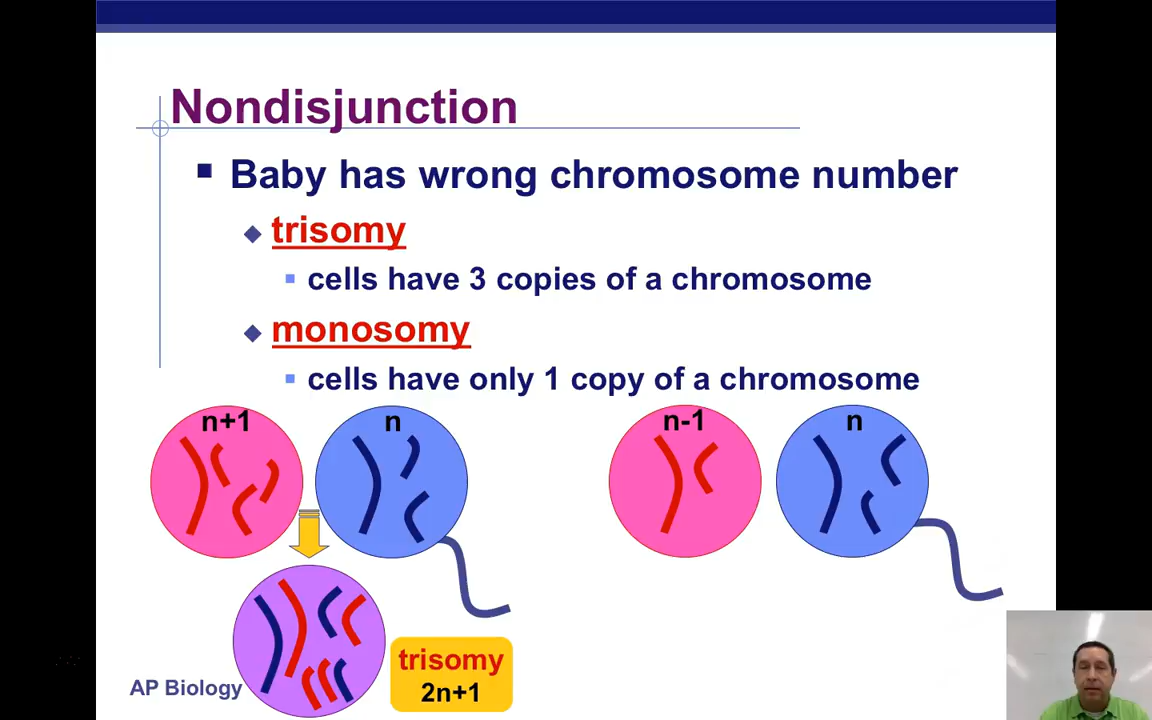 Nondisjunction
Baby has wrong chromosome number
trisomy
cells have 3 copies of a chromosome
monosomy
cells have only 1 copy of a chromosome
n+1
n
n-1
n
trisomy
2n+1
AP Biology